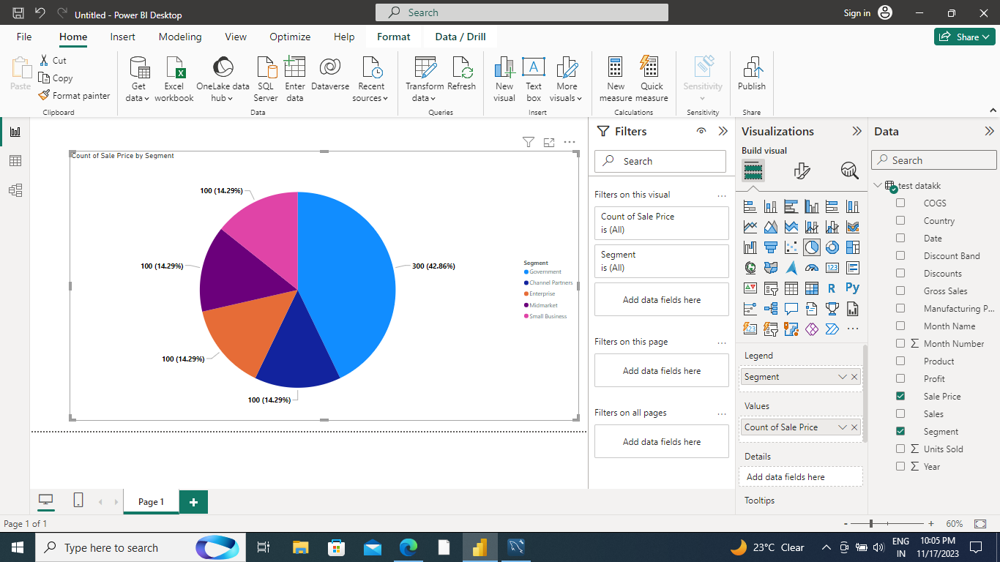 Untitled - Power BI Desktop
Search
Sign in
File
Home
Insert
Modeling
View
Optimize
Help
Format
Data / Drill
Share
Paste
Cut
Copy
Format painter
Clipboard
Get data
Excel workbook
OneLake data hub
SQL Server
Enter data
Dataverse
Recent sources
Data
Transform data
Refresh
Queries
New visual
Text box
More visuals
Insert
New measure
Quick measure
Calculations
Sensitivity
Sensitivity
Publish
Share
Count of Sale Price by Segment
100 (14.29%)
100 (14.29%)
300 (42.86%)
100 (14.29%)
100 (14.29%)
Segment
Government
Channel Partners
Enterprise
Midmarket
Small Business
Filters
Search
Filters on this visual
...
Count of Sale Price
is (All)
Segment
is (All)
Add data fields here
Filters on this page
...
Add data fields here
Filters on all pages
...
Add data fields here
Visualizations
Build visual
123
R
Py
123
...
Legend
Segment
Values
Count of Sale Price
Details
Add data fields here
Tooltips
Data
Search
test datakk
COGS
Country
Date
Discount Band
Discounts
Gross Sales
Manufacturing P...
Month Name
Σ Month Number
Product
Profit
Sale Price
Sales
Segment
Σ Units Sold
Σ Year
Page 1
+
Page 1 of 1
- + 60%
Type here to search
23°C Clear
ENG
IN
10:05 PM
11/17/2023